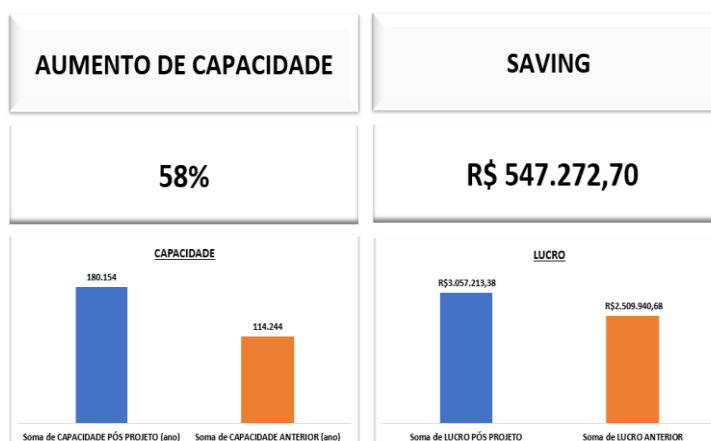 AUMENTO DE CAPACIDADE
SAVING
58%
R$ 547.272,70
CAPACIDADE
180.154
114.244
Soma de CAPACIDADE PÓS PROJETO (ano)
Soma de CAPACIDADE ANTERIOR (ano)
LUCRO
R$3.057.213,38
R$2.509.940,68
Soma de LUCRO PÓS PROJETO
Soma de LUCRO ANTERIOR